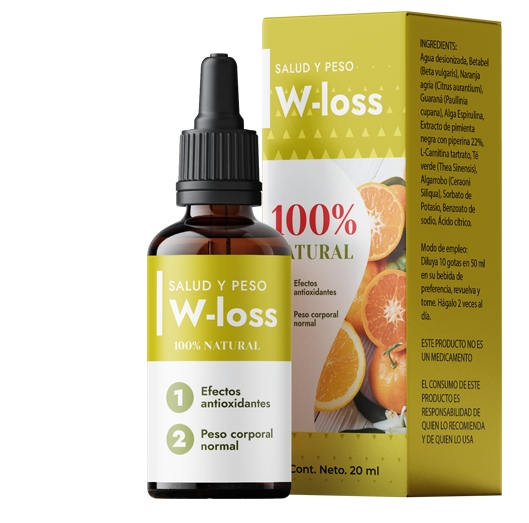 SALUD Y PESO
W-loss
100% NATURAL
1 Efectos
antioxidantes
2 Peso corporal
normal
SALUD Y PESO
W-loss
100%
ATURAL
Efectos
antioxidantes
Peso corporal
normal
Cont. Neto. 20 ml
INGREDIENTS:
Agua desionizada, Betabel
(Beta vulgaris), Naranja
agria (Citrus aurantium),
Guaraná (Paullinia
cupana), Alga Espirulina,
Extracto de pimienta
negra con piperina 22%,
L-Carnitina tartrato, Té
verde (Thea Sinensis),
Algarrobo (Ceraoni
Siliqua), Sorbato de
Potasio, Benzoato de
sodio, Ácido cítrico.
Modo de empleo:
Diluya 10 gotas en 50 ml
en su bebida de
preferencia, revuelva y
tome. Hágalo 2 veces al
día.
ESTE PRODUCTO NO ES
UN MEDICAMENTO
EL CONSUMO DE ESTE
PRODUCTO ES
RESPONSABILIDAD DE
QUIEN LO RECOMIENDA
Y DE QUIEN LO USA